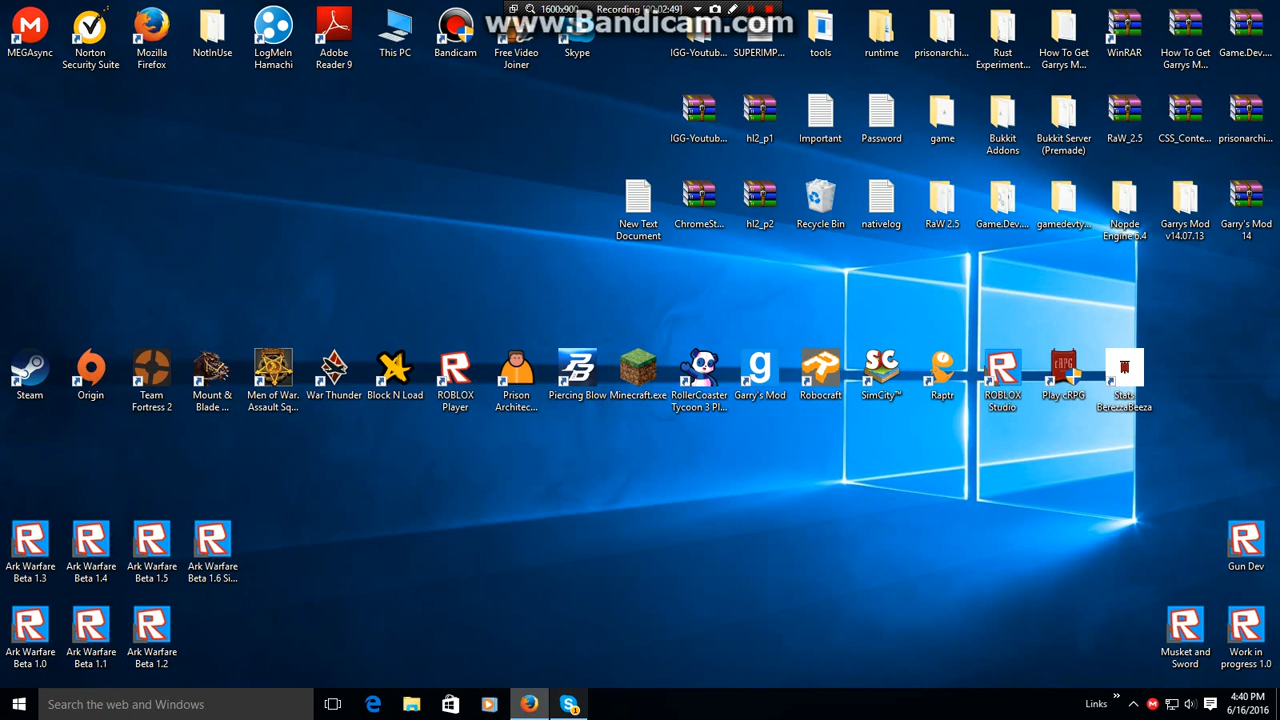 1600x900
Recording [00:02:49]
www.Bandicam.com
MEGAsync
Norton
Security Suite
Mozilla
Firefox
NotInUse
LogMeIn
Hamachi
Adobe
Reader 9
This PC
Bandicam
Free Video
Joiner
Skype
IGG-Youtub...
SUPERIMP...
tools
runtime
prisonarchi...
Rust
Experiment...
How To Get
Garrys M...
WinRAR
How To Get
Garrys M...
Game.Dev....
IGG-Youtub...
hl2_p1
Important
Password
game
Bukkit
Addons
Bukkit Server
(Premade)
RaW_2.5
CSS_Conte...
prisonarchi...
New Text
Document
ChromeSt...
hl2_p2
Recycle Bin
nativelog
RaW 2.5
Game.Dev....
gamedevty...
Nopde
Engine 6.4
Garrys Mod
v14.07.13
Garry's Mod
14
Steam
Origin
Team
Fortress 2
Mount &
Blade ...
Men of War.
Assault Sq...
War Thunder
Block N Load
ROBLOX
Player
Prison
Architec...
Piercing Blow
Minecraft.exe
RollerCoaster
Tycoon 3 Pl...
Garry's Mod
Robocraft
SimCity™
Raptr
ROBLOX
Studio
Play cRPG
Stats
BerezzaBeeza
Ark Warfare
Beta 1.3
Ark Warfare
Beta 1.4
Ark Warfare
Beta 1.5
Ark Warfare
Beta 1.6 Si...
Gun Dev
Ark Warfare
Beta 1.0
Ark Warfare
Beta 1.1
Ark Warfare
Beta 1.2
Musket and
Sword
Work in
progress 1.0
Search the web and Windows
Links
4:40 PM
6/16/2016